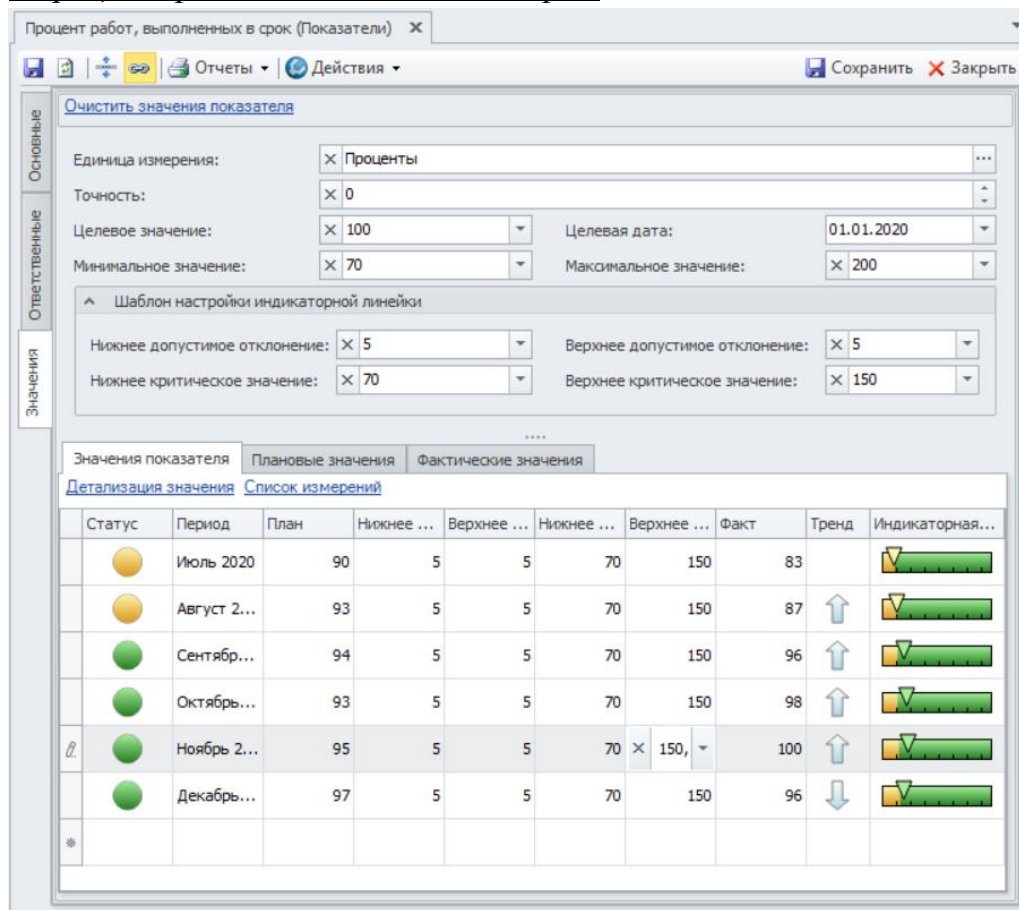 Процент работ, выполненных в срок (Показатели)
Отчеты Действия Сохранить Закрыть
Основные
Ответственные
Значения
Очистить значения показателя
Единица измерения: Проценты
Точность: 0
Целевое значение: 100 Целевая дата: 01.01.2020
Минимальное значение: 70 Максимальное значение: 200
Шаблон настройки индикаторной линейки
Нижнее допустимое отклонение: 5 Верхнее допустимое отклонение: 5
Нижнее критическое значение: 70 Верхнее критическое значение: 150
Значения показателя Плановые значения Фактические значения
Детализация значения Список измерений
Статус Период План Нижнее ... Верхнее ... Нижнее ... Верхнее ... Факт Тренд Индикаторная...
Июль 2020 90 5 5 70 150 83
Август 2... 93 5 5 70 150 87
Сентябр... 94 5 5 70 150 96
Октябрь... 93 5 5 70 150 98
Ноябрь 2... 95 5 5 70 150, 100
Декабрь... 97 5 5 70 150 96